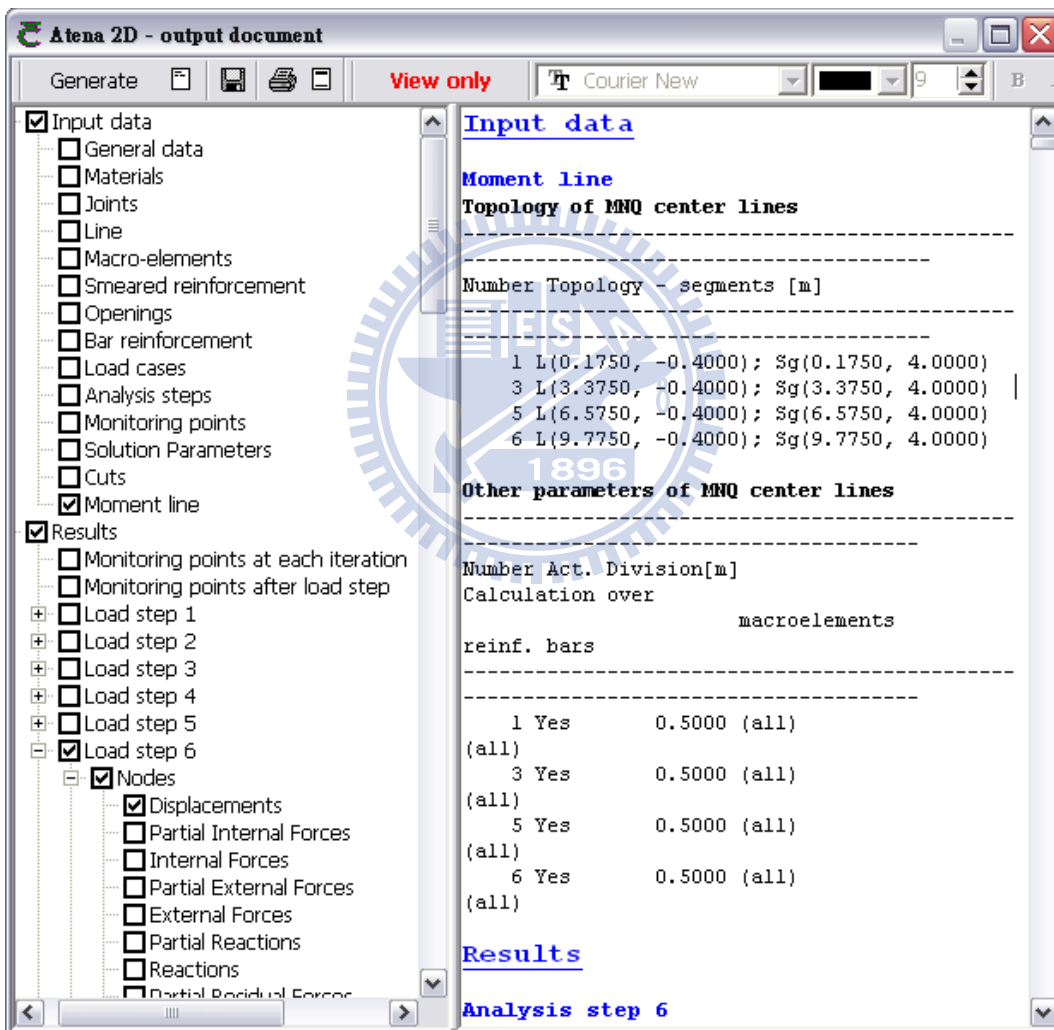 Atena 2D - output document
Generate View only Courier New 9 B
Input data
General data
Materials
Joints
Line
Macro-elements
Smeared reinforcement
Openings
Bar reinforcement
Load cases
Analysis steps
Monitoring points
Solution Parameters
Cuts
Moment line
Results
Monitoring points at each iteration
Monitoring points after load step
Load step 1
Load step 2
Load step 3
Load step 4
Load step 5
Load step 6
Nodes
Displacements
Partial Internal Forces
Internal Forces
Partial External Forces
External Forces
Partial Reactions
Reactions
Partial Residual Forces
Input data
Moment line
Topology of MNQ center lines
Number Topology - segments [m]
1 L(0.1750, -0.4000); Sg(0.1750, 4.0000)
3 L(3.3750, -0.4000); Sg(3.3750, 4.0000)
5 L(6.5750, -0.4000); Sg(6.5750, 4.0000)
6 L(9.7750, -0.4000); Sg(9.7750, 4.0000)
Other parameters of MNQ center lines
Number Act. Division[m]
Calculation over
macroelements
reinf. bars
1 Yes 0.5000 (all)
(all)
3 Yes 0.5000 (all)
(all)
5 Yes 0.5000 (all)
(all)
6 Yes 0.5000 (all)
(all)
Results
Analysis step 6
ESA
1896